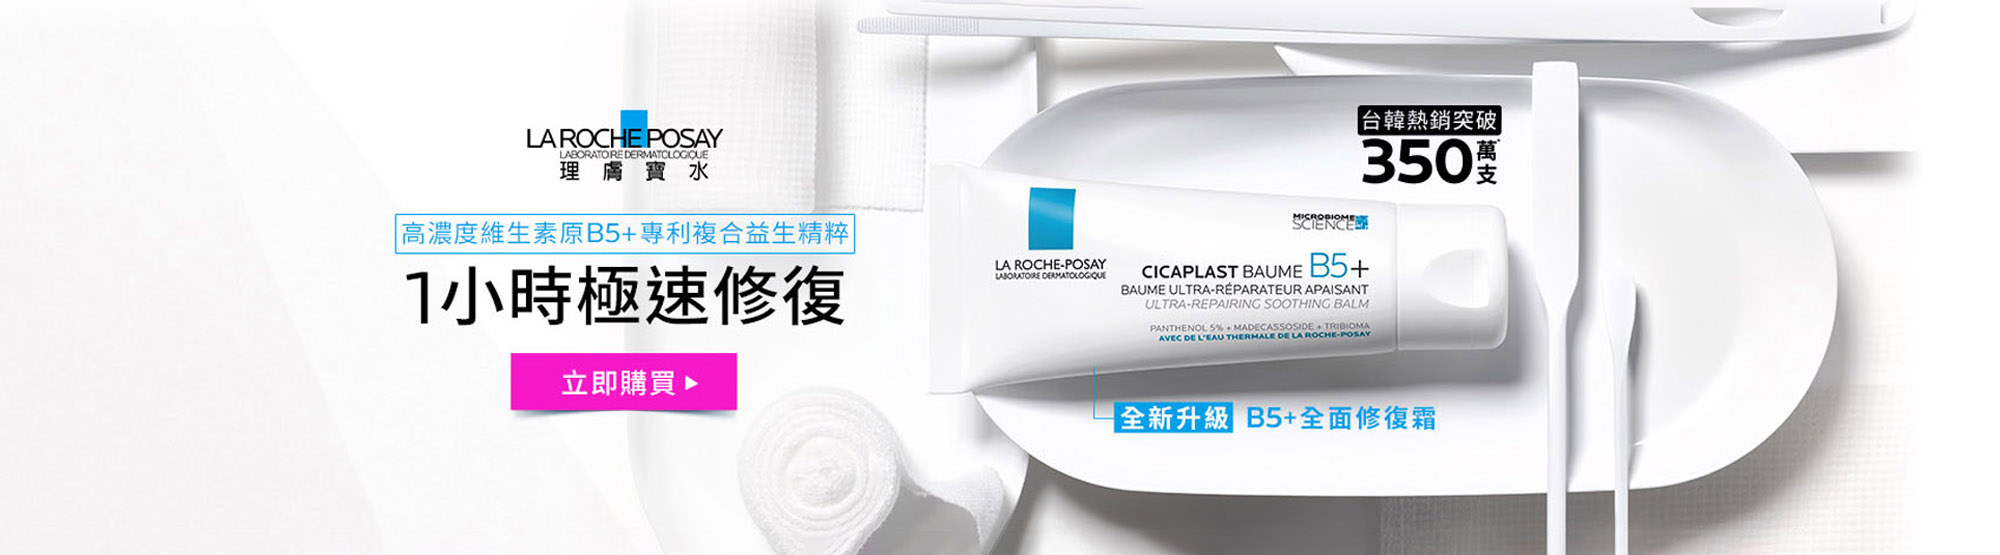 LA ROCHE POSAY
LABORATOIRE DERMATOLOGIQUE
理膚寶水
高濃度維生素原B5+專利複合益生精粹
1小時極速修復
立即購買
台韓熱銷突破
350萬*支
MICROBIOME
SCIENCE
LA ROCHE-POSAY
LABORATOIRE DERMATOLOGIQUE
CICAPLAST BAUME B5+
BAUME ULTRA-RÉPARATEUR APAISANT
ULTRA-REPAIRING SOOTHING BALM
PANTHENOL 5% + MADECASSOSIDE + TRIBIOMA
AVEC DE L'EAU THERMALE DE LA ROCHE-POSAY
全新升級 B5+全面修復霜